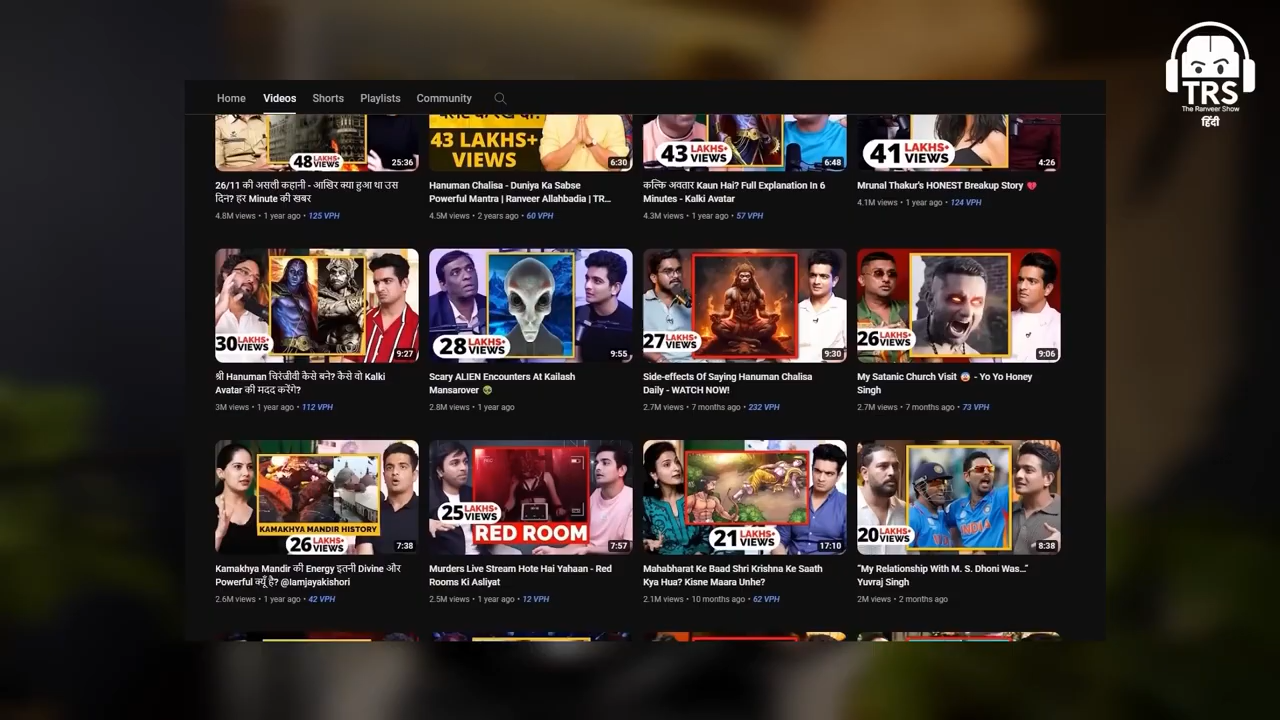 TRS
The Ranveer Show
हिंदी
Home Videos Shorts Playlists Community
48 LAKHS+ VIEWS
25:36
43 LAKHS+
VIEWS
6:30
43 LAKHS+ VIEWS
6:48
41 LAKHS+ VIEWS
4:26
26/11 की असली कहानी - आखिर क्या हुआ था उस
दिन? हर Minute की खबर
4.8M views • 1 year ago • 125 VPH
Hanuman Chalisa - Duniya Ka Sabse
Powerful Mantra | Ranveer Allahbadia | TR...
4.5M views • 2 years ago • 60 VPH
कल्कि अवतार Kaun Hai? Full Explanation In 6
Minutes - Kalki Avatar
4.3M views • 1 year ago • 57 VPH
Mrunal Thakur's HONEST Breakup Story 💔
4.1M views • 1 year ago • 124 VPH
30 LAKHS+ VIEWS
9:27
28 LAKHS+ VIEWS
9:55
27 LAKHS+ VIEWS
9:30
26 LAKHS+ VIEWS
9:06
श्री Hanuman चिरंजीवी कैसे बने? कैसे वो Kalki
Avatar की मदद करेंगे?
3M views • 1 year ago • 112 VPH
Scary ALIEN Encounters At Kailash
Mansarover 👽
2.8M views • 1 year ago
Side-effects Of Saying Hanuman Chalisa
Daily - WATCH NOW!
2.7M views • 7 months ago • 232 VPH
My Satanic Church Visit 😨 - Yo Yo Honey
Singh
2.7M views • 7 months ago • 73 VPH
KAMAKHYA MANDIR HISTORY
26 LAKHS+ VIEWS
7:38
25 LAKHS+ VIEWS
RED ROOM
7:57
21 LAKHS+ VIEWS
17:10
INDIA
20 LAKHS+ VIEWS
8:38
Kamakhya Mandir की Energy इतनी Divine और
Powerful क्यूँ है? @Iamjayakishori
2.6M views • 1 year ago • 42 VPH
Murders Live Stream Hote Hai Yahaan - Red
Rooms Ki Asliyat
2.5M views • 1 year ago • 12 VPH
Mahabharat Ke Baad Shri Krishna Ke Saath
Kya Hua? Kisne Maara Unhe?
2.1M views • 10 months ago • 62 VPH
"My Relationship With M. S. Dhoni Was..."
Yuvraj Singh
2M views • 2 months ago